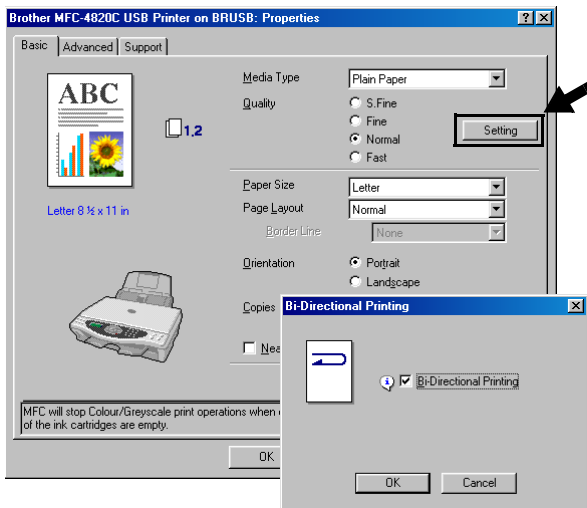 Brother MFC-4820C USB Printer on BRUSB: Properties
Basic Advanced Support
ABC
1,2
Letter 8 ½ x 11 in
Media Type Plain Paper
Quality S.Fine
Fine
Normal
Fast
Setting
Paper Size Letter
Page Layout Normal
Border Line None
Orientation Portrait
Landscape
Copies
MFC will stop Colour/Greyscale print operations when
of the ink cartridges are empty.
OK
Bi-Directional Printing
Bi-Directional Printing
OK Cancel